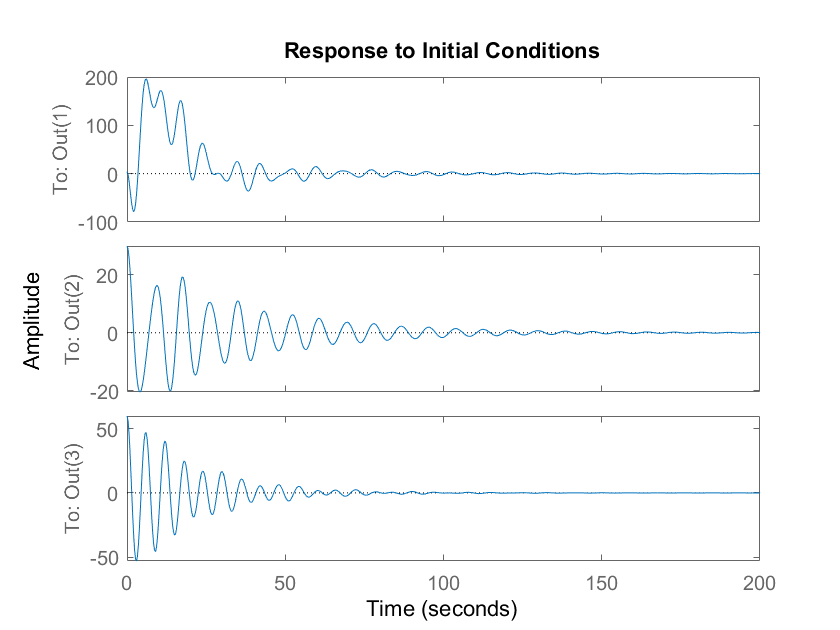 Response to Initial Conditions
Amplitude
To: Out(1)
200
100
0
-100
To: Out(2)
20
0
-20
To: Out(3)
50
0
-50
0 50 100 150 200
Time (seconds)